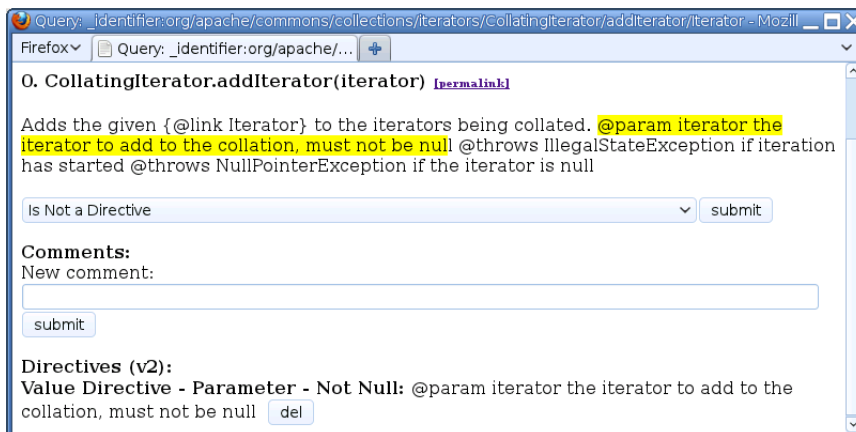 Query: _identifier:org/apache/commons/collections/iterators/CollatingIterator/addIterator/Iterator - Mozill
Firefox
Query: _identifier:org/apache/...
0. CollatingIterator.addIterator(iterator) [permalink]
Adds the given {@link Iterator} to the iterators being collated. @param iterator the
iterator to add to the collation, must not be null @throws IllegalStateException if iteration
has started @throws NullPointerException if the iterator is null
Is Not a Directive submit
Comments:
New comment:
submit
Directives (v2):
Value Directive - Parameter - Not Null: @param iterator the iterator to add to the
collation, must not be null del